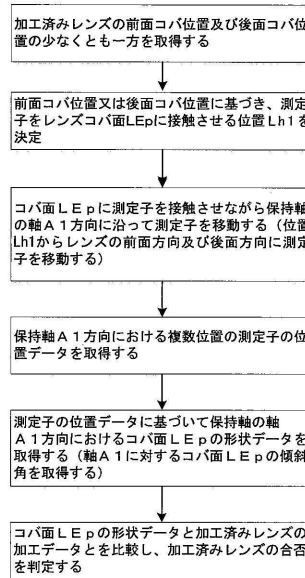 加工済みレンズの前面コバ位置及び後面コバ位
置の少なくとも一方を取得する
前面コバ位置又は後面コバ位置に基づき、測定
子をレンズコバ面LEpに接触させる位置Lh1を
決定
コバ面LEpに測定子を接触させながら保持軸
の軸A1方向に沿って測定子を移動する（位置
Lh1からレンズの前面方向及び後面方向に測定
子を移動する）
保持軸A1方向における複数位置の測定子の位
置データを取得する
測定子の位置データに基づいて保持軸の軸
A1方向におけるコバ面LEpの形状データを
取得する（軸A1に対するコバ面LEpの傾斜
角を取得する）
コバ面LEpの形状データと加工済みレンズの
加工データとを比較し、加工済みレンズの合否
を判定する